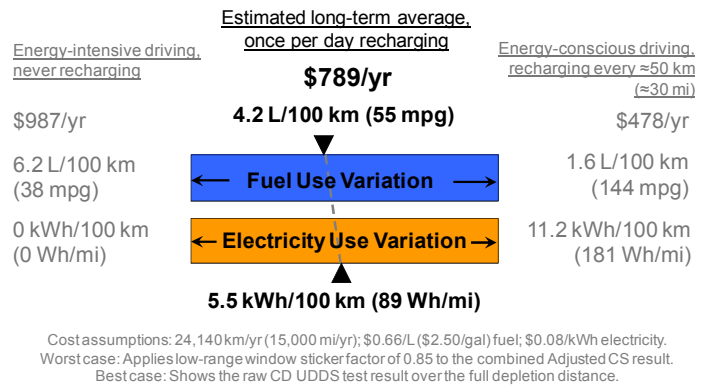 Estimated long-term average,
once per day recharging
$789/yr
4.2 L/100 km (55 mpg)
Energy-intensive driving,
never recharging
$987/yr
6.2 L/100 km
(38 mpg)
0 kWh/100 km
(0 Wh/mi)
Energy-conscious driving,
recharging every ≈50 km
(≈30 mi)
$478/yr
1.6 L/100 km
(144 mpg)
11.2 kWh/100 km
(181 Wh/mi)
Fuel Use Variation
Electricity Use Variation
5.5 kWh/100 km (89 Wh/mi)
Cost assumptions: 24,140 km/yr (15,000 mi/yr); $0.66/L ($2.50/gal) fuel; $0.08/kWh electricity.
Worst case: Applies low-range window sticker factor of 0.85 to the combined Adjusted CS result.
Best case: Shows the raw CD UDDS test result over the full depletion distance.